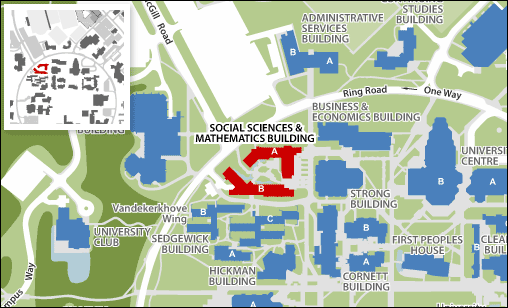 STUDIES
BUILDING
McGill Road
ADMINISTRATIVE
SERVICES
BUILDING
B
A
Ring Road
One Way
BUSINESS &
ECONOMICS BUILDING
SOCIAL SCIENCES &
MATHEMATICS BUILDING
BUILDING
A
B
UNIVERSITY
CENTRE
B
A
STRONG
BUILDING
Vandekerkhove
Wing
B
C
A
SEDGEWICK
BUILDING
UNIVERSITY
CLUB
HICKMAN
BUILDING
B
A
CORNETT
BUILDING
FIRST PEOPLES
HOUSE
CLEA
BUILD
B
A
Way
University